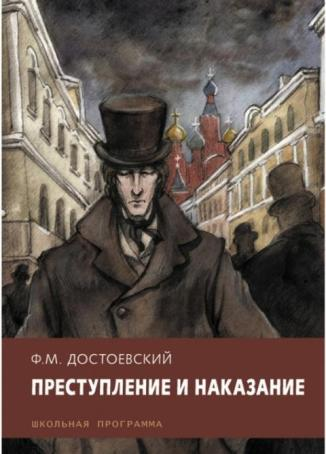 Ф.М. ДОСТОЕВСКИЙ
ПРЕСТУПЛЕНИЕ И НАКАЗАНИЕ
ШКОЛЬНАЯ ПРОГРАММА